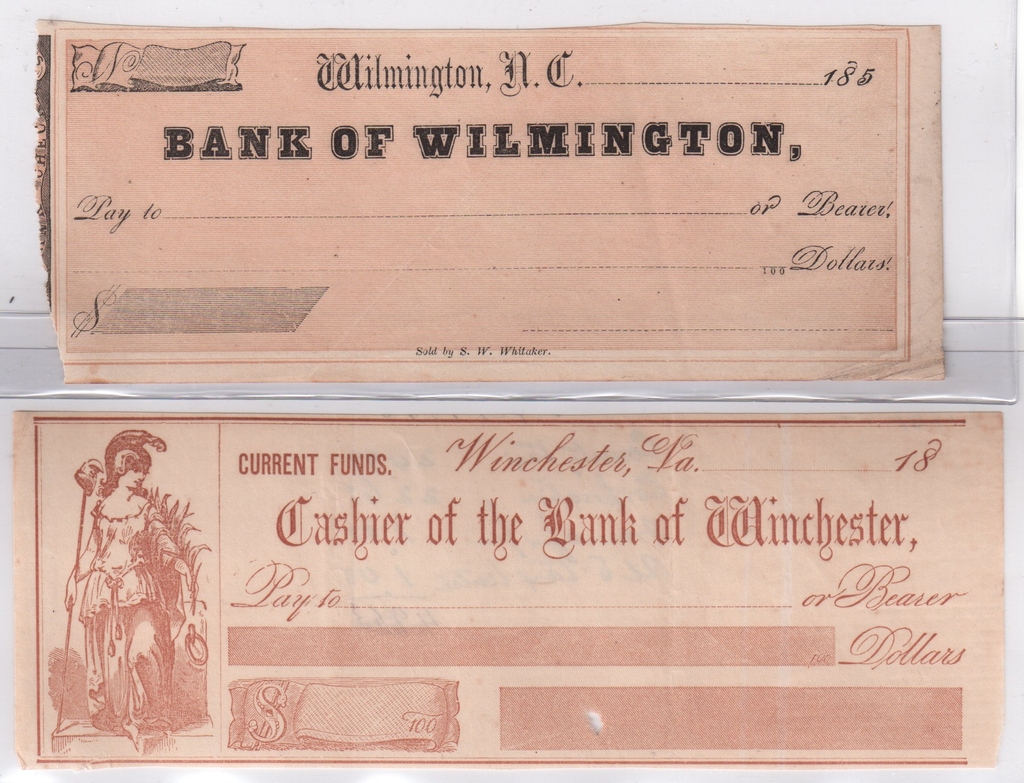 No
Wilmington, N. C. 185
BANK OF WILMINGTON,
Pay to or Bearer,
100 Dollars.
$
Sold by S. W. Whitaker.
CURRENT FUNDS. Winchester, Va. 18
Cashier of the Bank of Winchester,
Pay to or Bearer
100 Dollars
$ 100